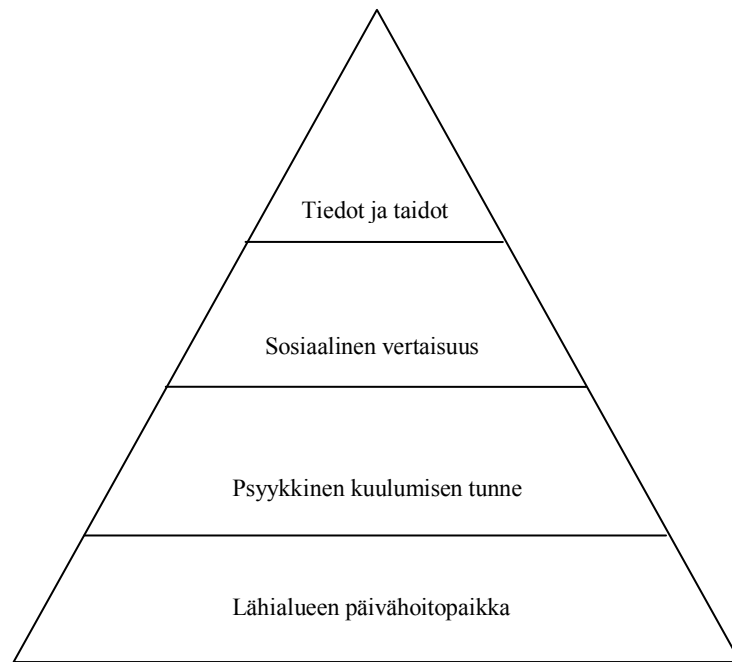 Tiedot ja taidot
Sosiaalinen vertaisuus
Psyykkinen kuulumisen tunne
Lähialueen päivähoitopaikka